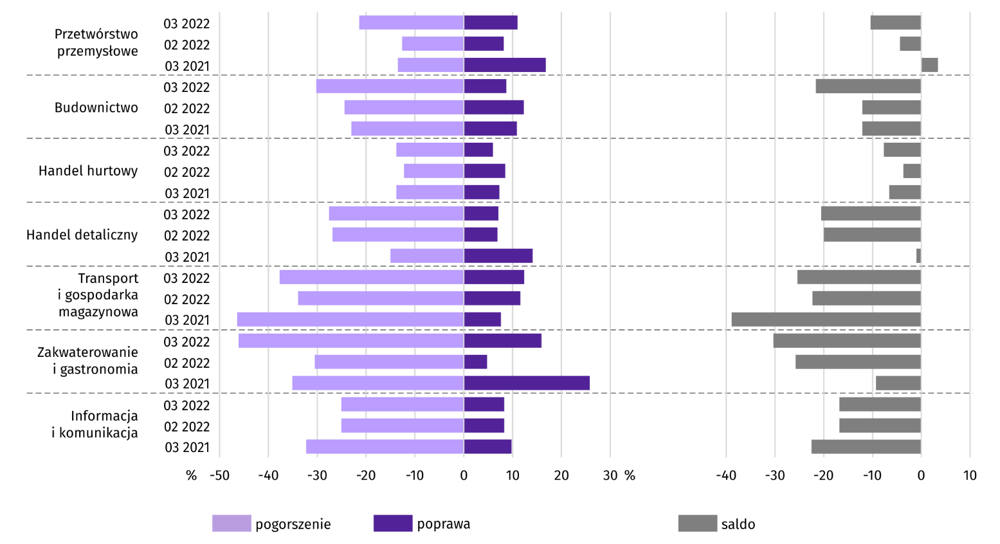 Przetwórstwo
przemysłowe
03 2022
02 2022
03 2021
Budownictwo
03 2022
02 2022
03 2021
Handel hurtowy
03 2022
02 2022
03 2021
Handel detaliczny
03 2022
02 2022
03 2021
Transport
i gospodarka
magazynowa
03 2022
02 2022
03 2021
Zakwaterowanie
i gastronomia
03 2022
02 2022
03 2021
Informacja
i komunikacja
03 2022
02 2022
03 2021
% -50 -40 -30 -20 -10 0 10 20 30 % -40 -30 -20 -10 0 10
pogorszenie poprawa saldo